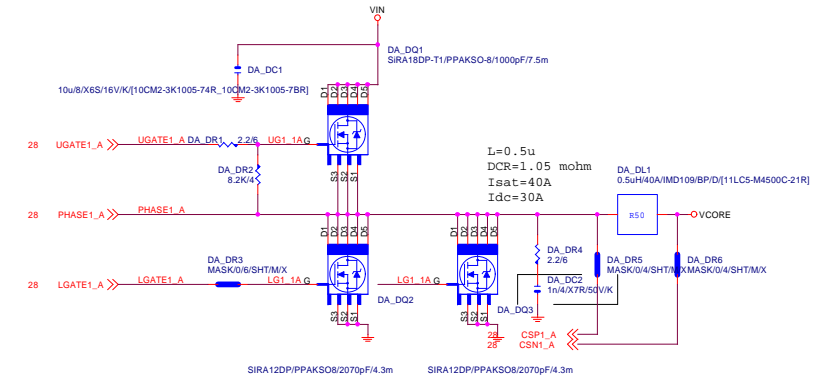 VIN
DA_DQ1
SiRA18DP-T1/PPAKSO-8/1000pF/7.5m
DA_DC1
10u/8/X6S/16V/K/[10CM2-3K1005-74R_10CM2-3K1005-7BR]
D1
D2
D3
D4
D5
28 UGATE1_A UGATE1_A DA_DR1 2.2/6 UG1_1A G
S3
S2
S1
DA_DR2
8.2K/4
L=0.5u
DCR=1.05 mohm
Isat=40A
Idc=30A
DA_DL1
0.5uH/40A/IMD109/BP/D/[11LC5-M4500C-21R]
28 PHASE1_A PHASE1_A
R50
VCORE
D1
D2
D3
D4
D5
D1
D2
D3
D4
D5
DA_DR3
MASK/0/6/SHT/M/X
DA_DR4
2.2/6
DA_DR5
MASK/0/4/SHT/M/X
DA_DR6
MASK/0/4/SHT/M/X
28 LGATE1_A LGATE1_A LG1_1A G
LG1_1A G
DA_DC2
1n/4/X7R/50V/K
DA_DQ2
DA_DQ3
S3
S2
S1
S3
S2
S1
28 CSP1_A
28 CSN1_A
SIRA12DP/PPAKSO8/2070pF/4.3m
SIRA12DP/PPAKSO8/2070pF/4.3m